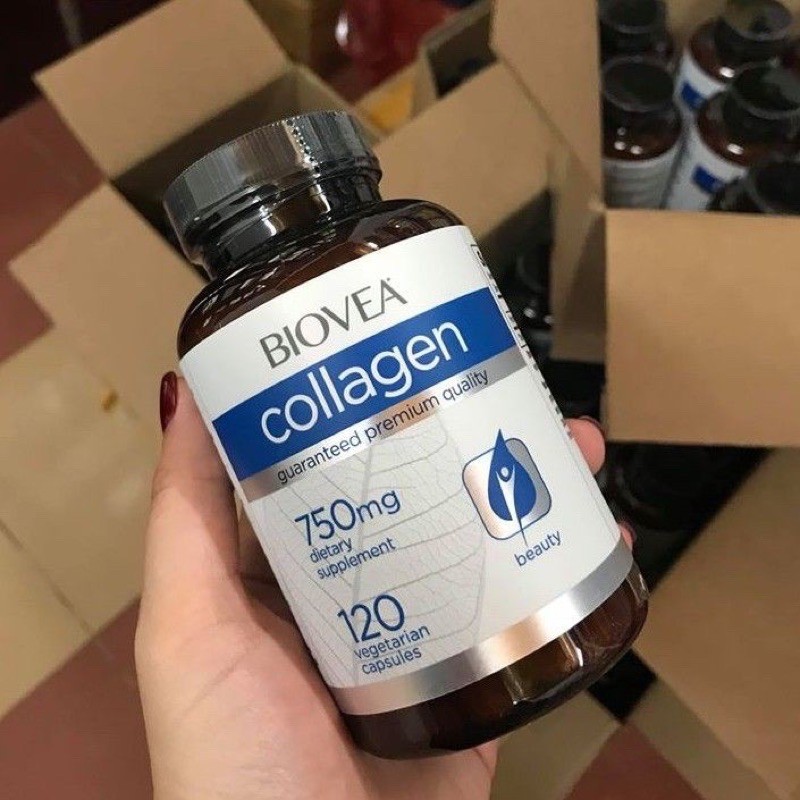 BIOVEA
collagen
guaranteed premium quality
750mg
dietary
supplement
beauty
120
vegetarian
capsules